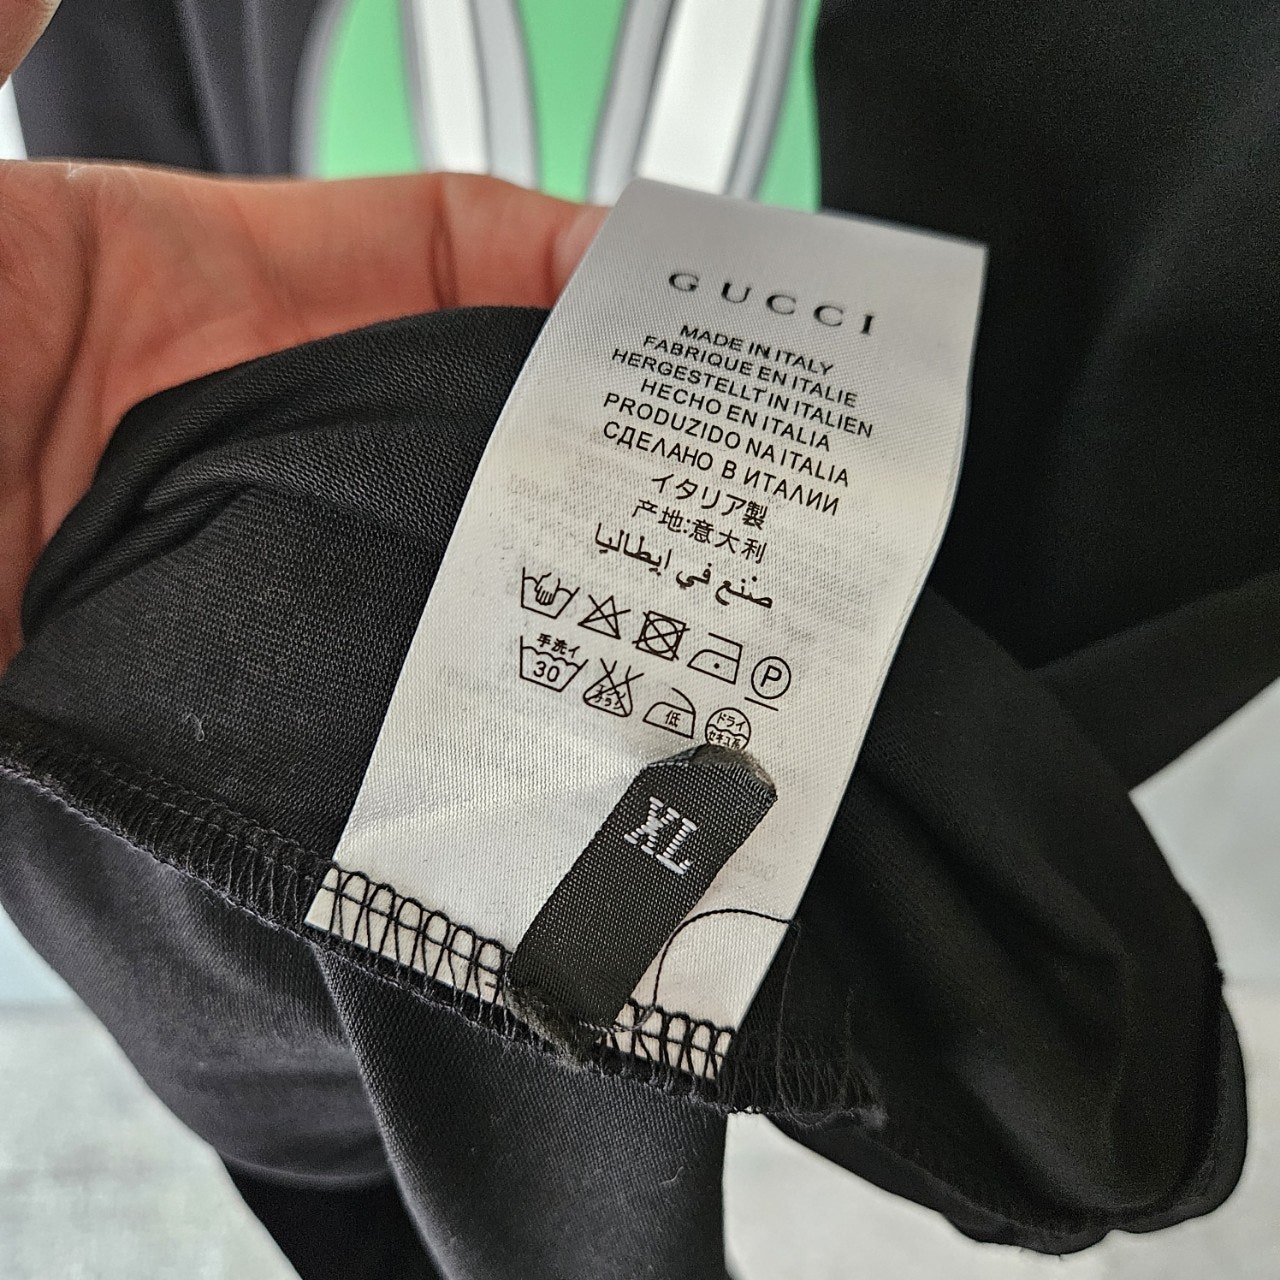 GUCCI
MADE IN ITALY
FABRIQUE EN ITALIE
HERGESTELLT IN ITALIEN
HECHO EN ITALIA
PRODUZIDO NA ITALIA
СДЕЛАНО В ИТАЛИИ
イタリア製
产地:意大利
صنع في إيطاليا
P
手洗イ
30
低
ドライ
XL